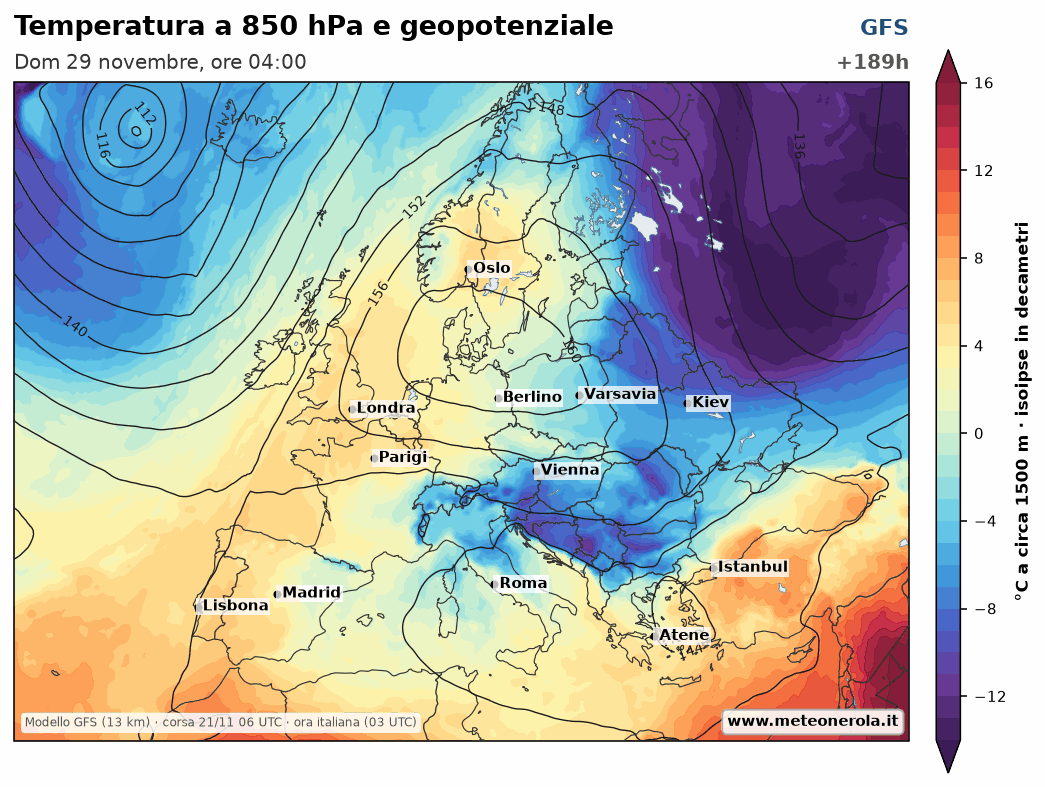 Temperatura a 850 hPa e geopotenziale
GFS
Dom 29 novembre, ore 04:00
+189h
112
116
148
136
152
156
140
Oslo
Berlino
Varsavia
Kiev
Londra
Parigi
Vienna
Istanbul
Roma
Madrid
Lisbona
Atene
144
Modello GFS (13 km) · corsa 21/11 06 UTC · ora italiana (03 UTC)
www.meteonerola.it
16
12
8
4
0
−4
−8
−12
°C a circa 1500 m · isoipse in decametri